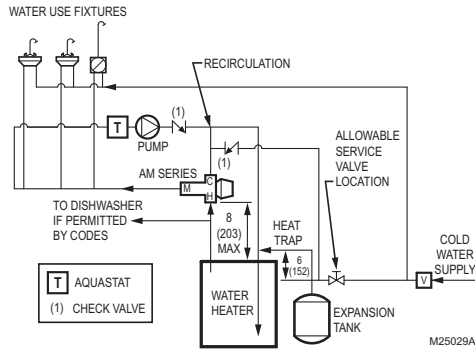 WATER USE FIXTURES
RECIRCULATION
(1)
T
PUMP
ALLOWABLE
SERVICE
VALVE
LOCATION
(1)
AM SERIES
C
M
H
TO DISHWASHER
IF PERMITTED
BY CODES
8
(203)
MAX
HEAT
TRAP
6
(152)
COLD
WATER
SUPPLY
V
T AQUASTAT
(1) CHECK VALVE
WATER
HEATER
EXPANSION
TANK
M25029A